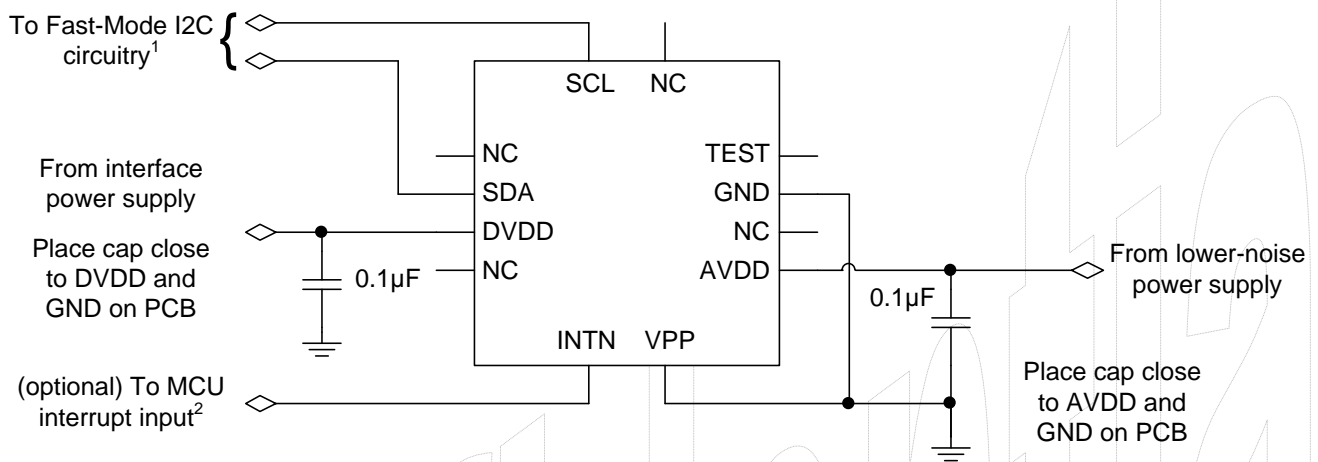 To Fast-Mode I2C
circuitry1
{
SCL NC
NC
SDA
DVDD
NC
TEST
GND
NC
AVDD
INTN VPP
From interface
power supply
Place cap close
to DVDD and
GND on PCB
0.1µF
(optional) To MCU
interrupt input2
0.1µF
From lower-noise
power supply
Place cap close
to AVDD and
GND on PCB